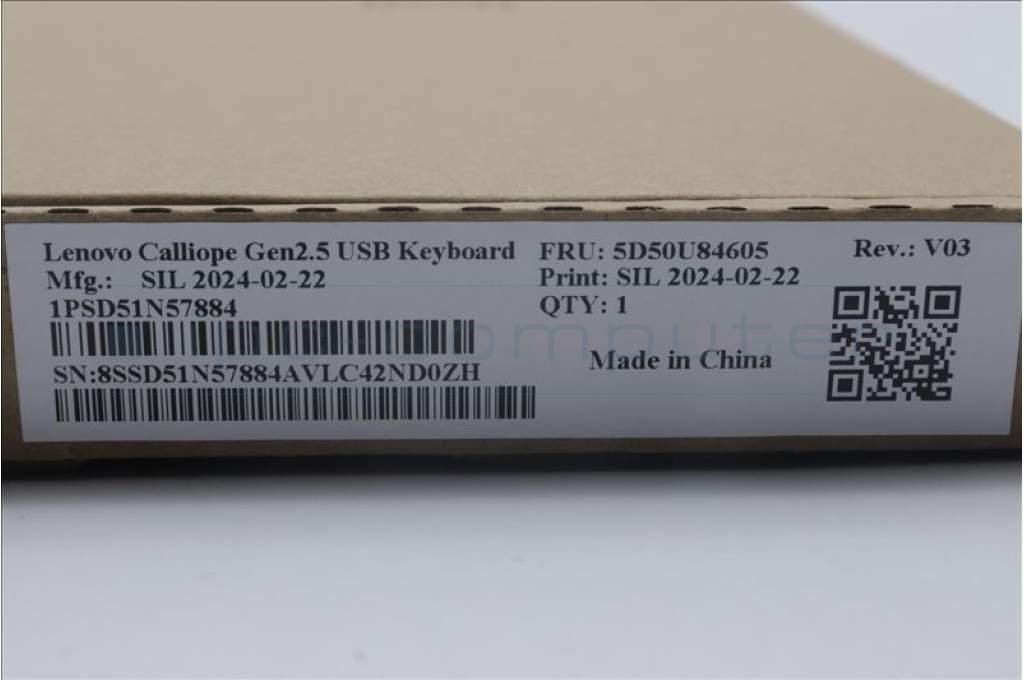 Lenovo Calliope Gen2.5 USB Keyboard FRU: 5D50U84605 Rev.: V03
Mfg.: SIL 2024-02-22 Print: SIL 2024-02-22
1PSD51N57884 QTY: 1
Made in China
SN:8SSD51N57884AVLC42ND0ZH